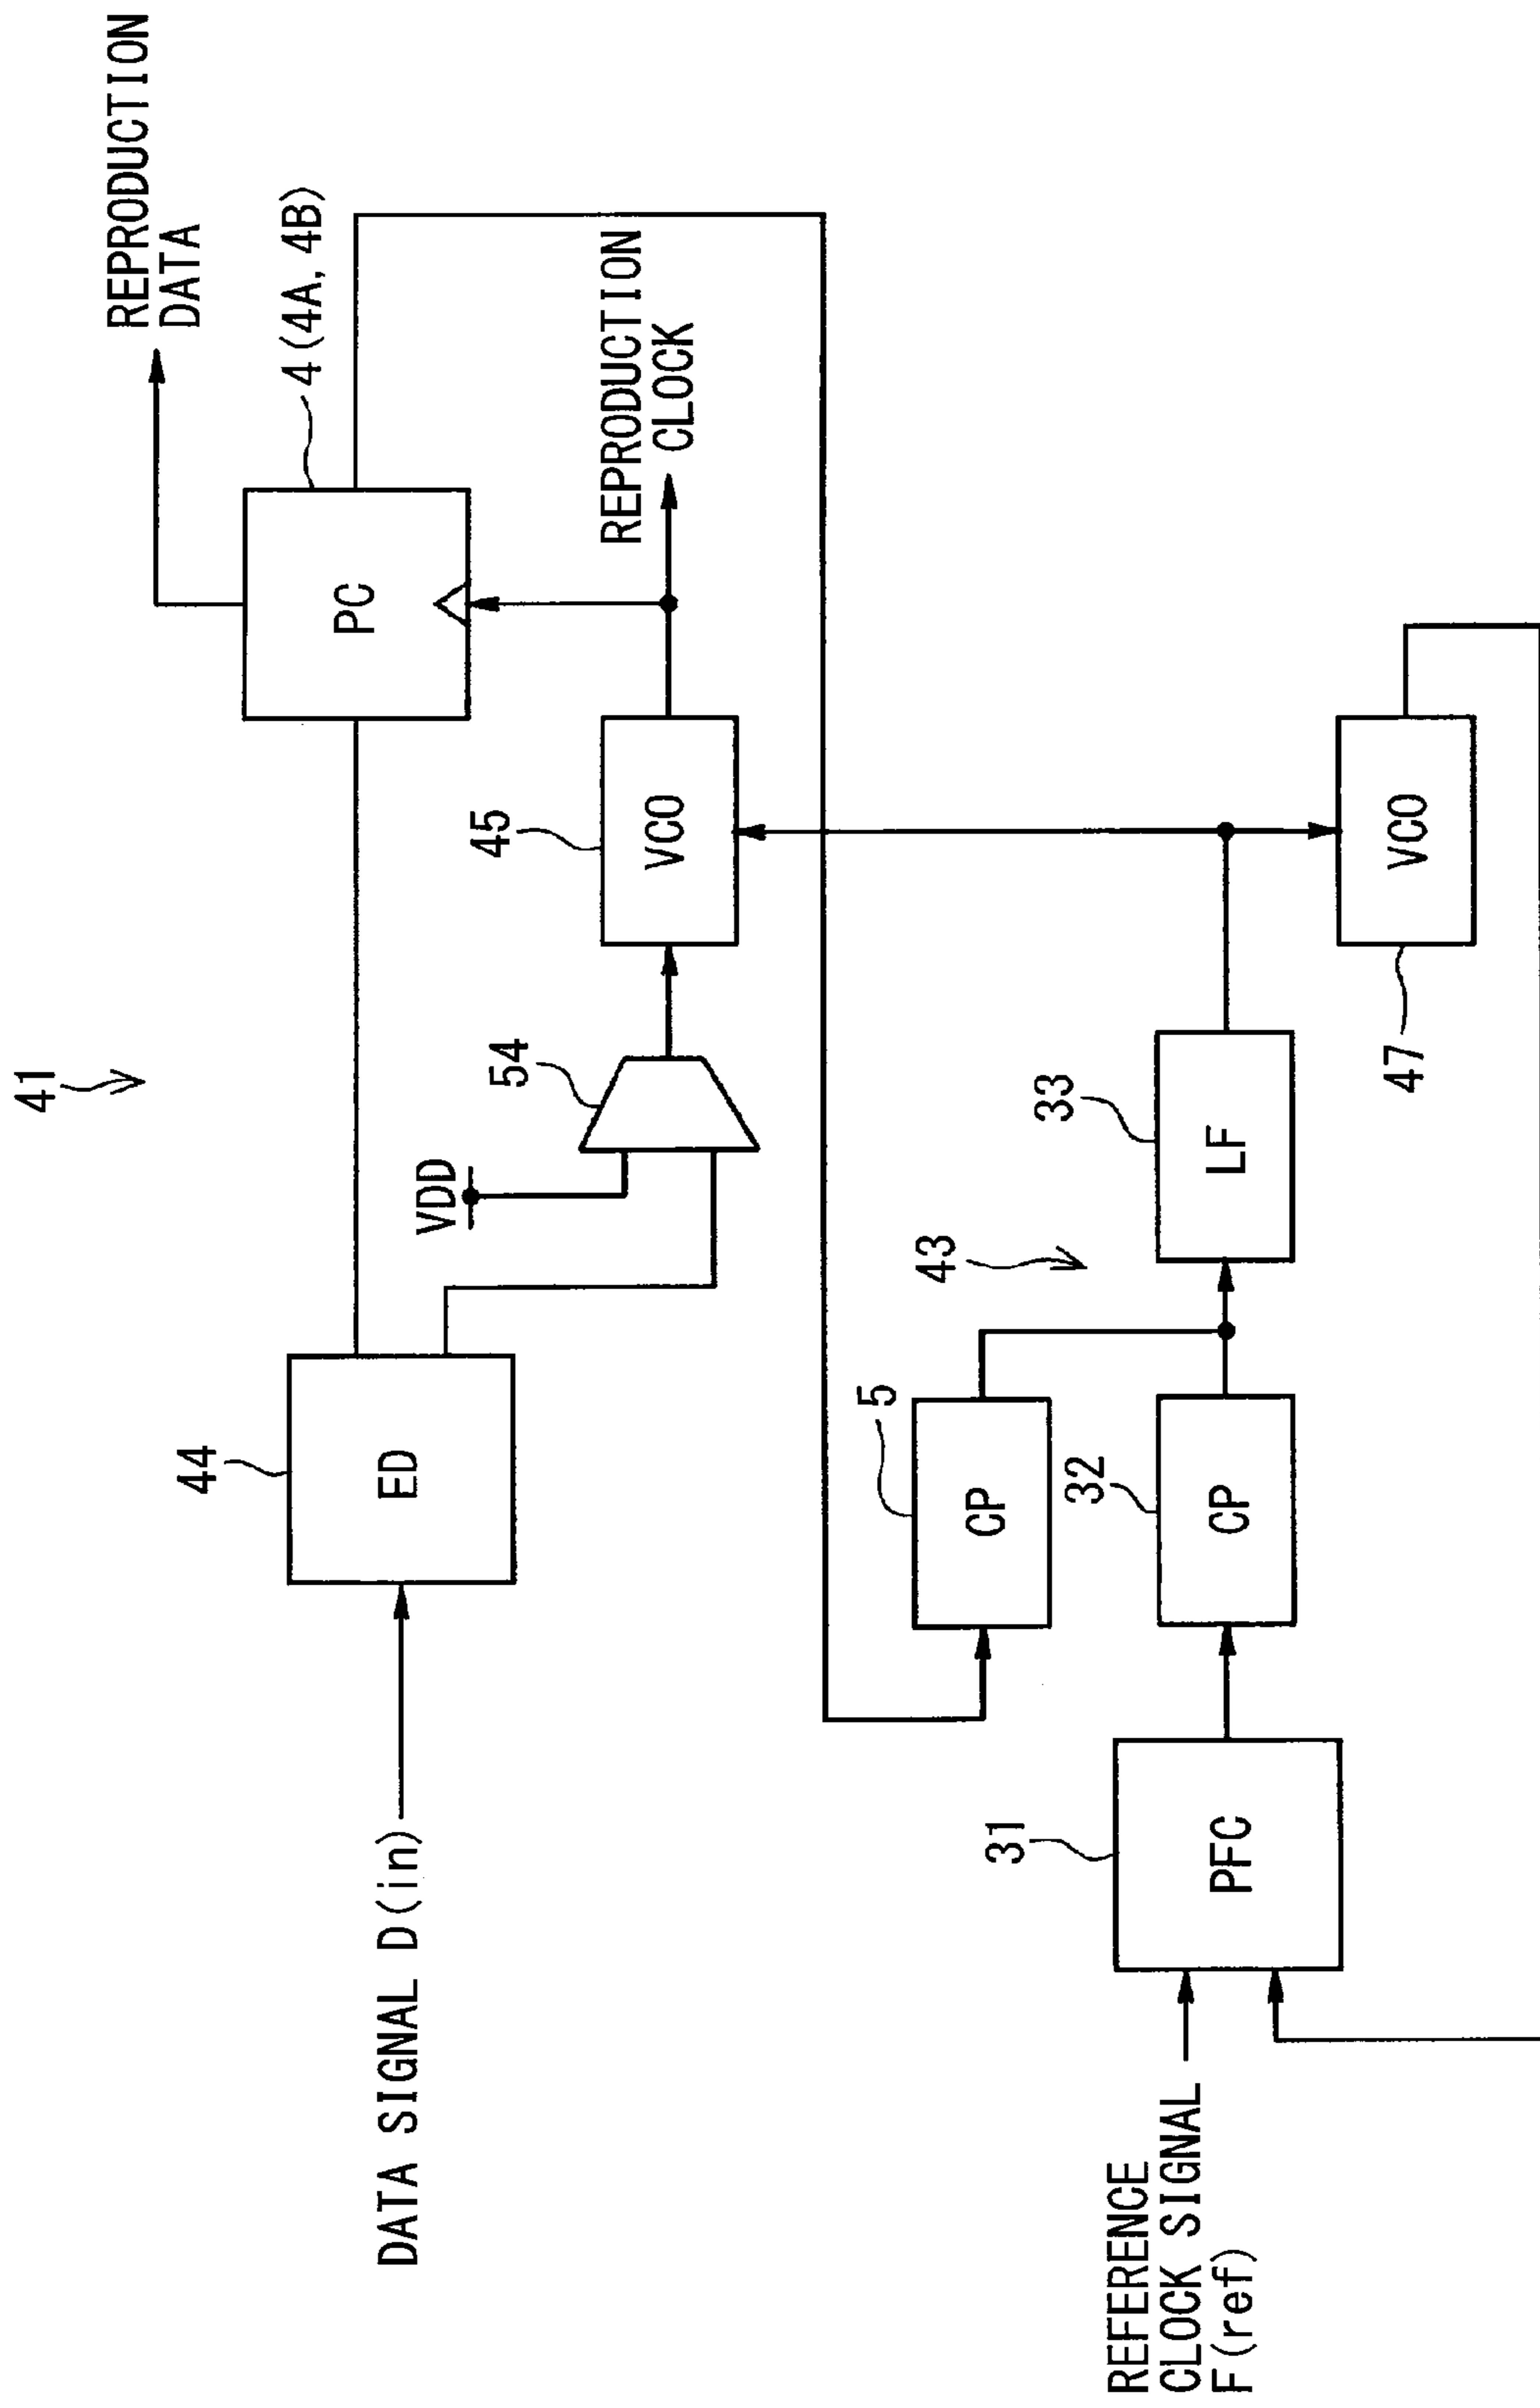 41
REPRODUCTION
DATA
4 (4A, 4B)
PC
44
ED
DATA SIGNAL D(in)
VDD
54
45
VCO
REPRODUCTION
CLOCK
43
5
CP
31
PFC
32
CP
33
LF
47
VCO
REFERENCE
CLOCK SIGNAL
F(ref)